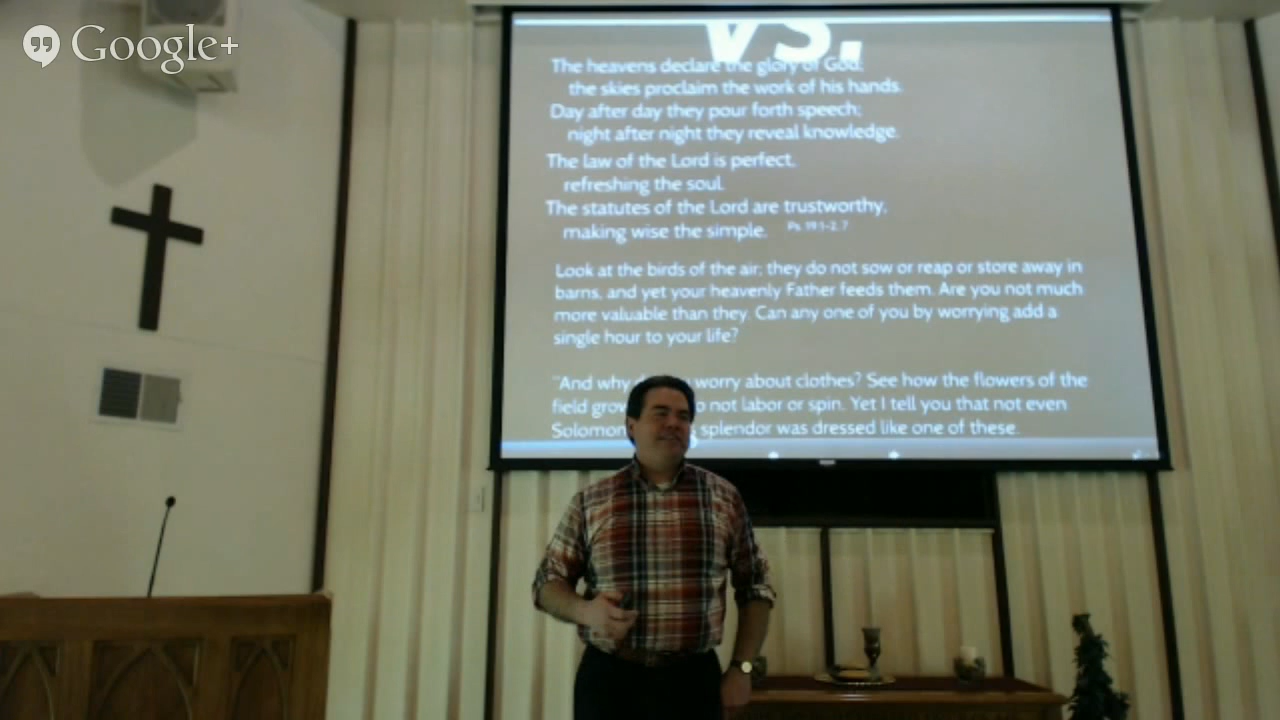 Google+
vs.
The heavens declare the glory of God;
the skies proclaim the work of his hands.
Day after day they pour forth speech;
night after night they reveal knowledge.
The law of the Lord is perfect,
refreshing the soul.
The statutes of the Lord are trustworthy,
making wise the simple. Ps. 19:1-2, 7
Look at the birds of the air; they do not sow or reap or store away in
barns, and yet your heavenly Father feeds them. Are you not much
more valuable than they. Can any one of you by worrying add a
single hour to your life?
"And why worry about clothes? See how the flowers of the
field grow not labor or spin. Yet I tell you that not even
Solomon splendor was dressed like one of these.